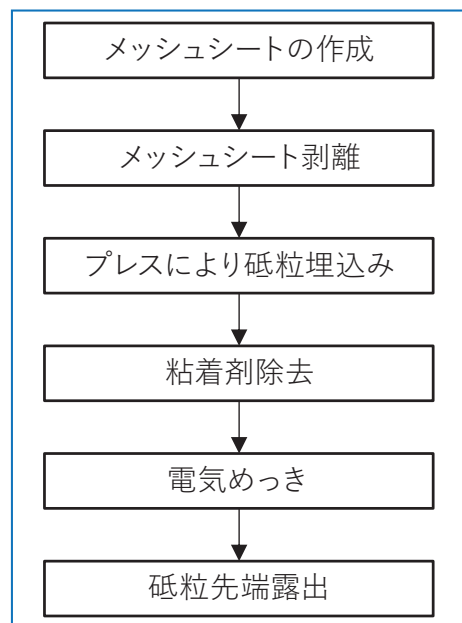 メッシュシートの作成
メッシュシート剥離
プレスにより砥粒埋込み
粘着剤除去
電気めっき
砥粒先端露出